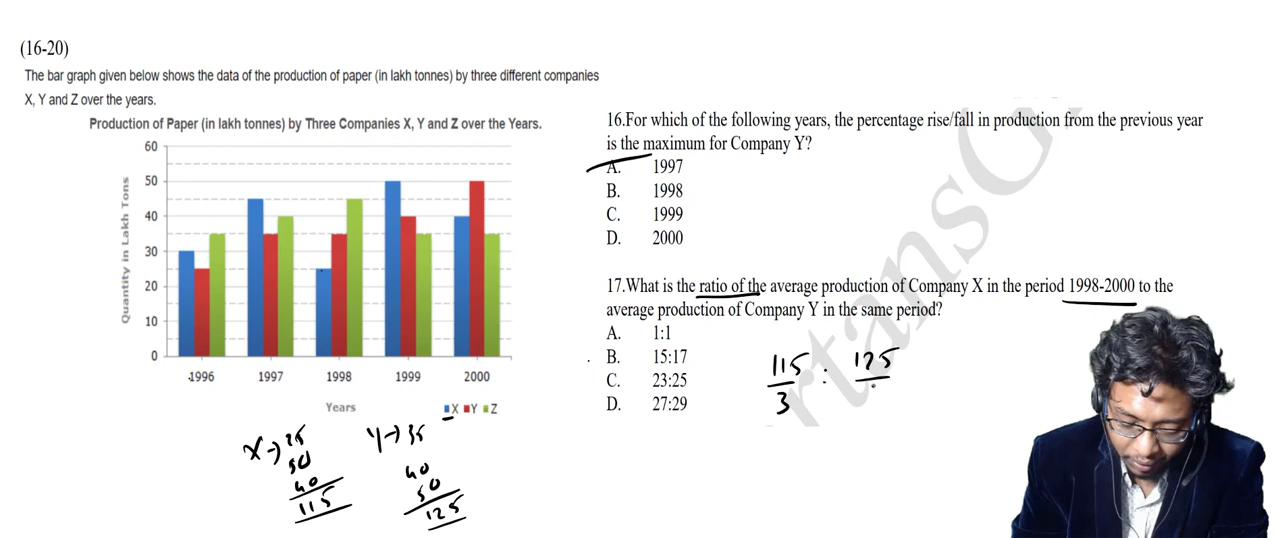 (16-20)
The bar graph given below shows the data of the production of paper (in lakh tonnes) by three different companies
X, Y and Z over the years.
Production of Paper (in lakh tonnes) by Three Companies X, Y and Z over the Years.
Quantity in Lakh Tons
60
50
40
30
20
10
0
1996 1997 1998 1999 2000
Years
X Y Z
X→ 25
50
40
115
Y→ 35
40
50
125
16.For which of the following years, the percentage rise/fall in production from the previous year
is the maximum for Company Y?
A. 1997
B. 1998
C. 1999
D. 2000
17.What is the ratio of the average production of Company X in the period 1998-2000 to the
average production of Company Y in the same period?
A. 1:1
B. 15:17
C. 23:25
D. 27:29
115 : 125
3